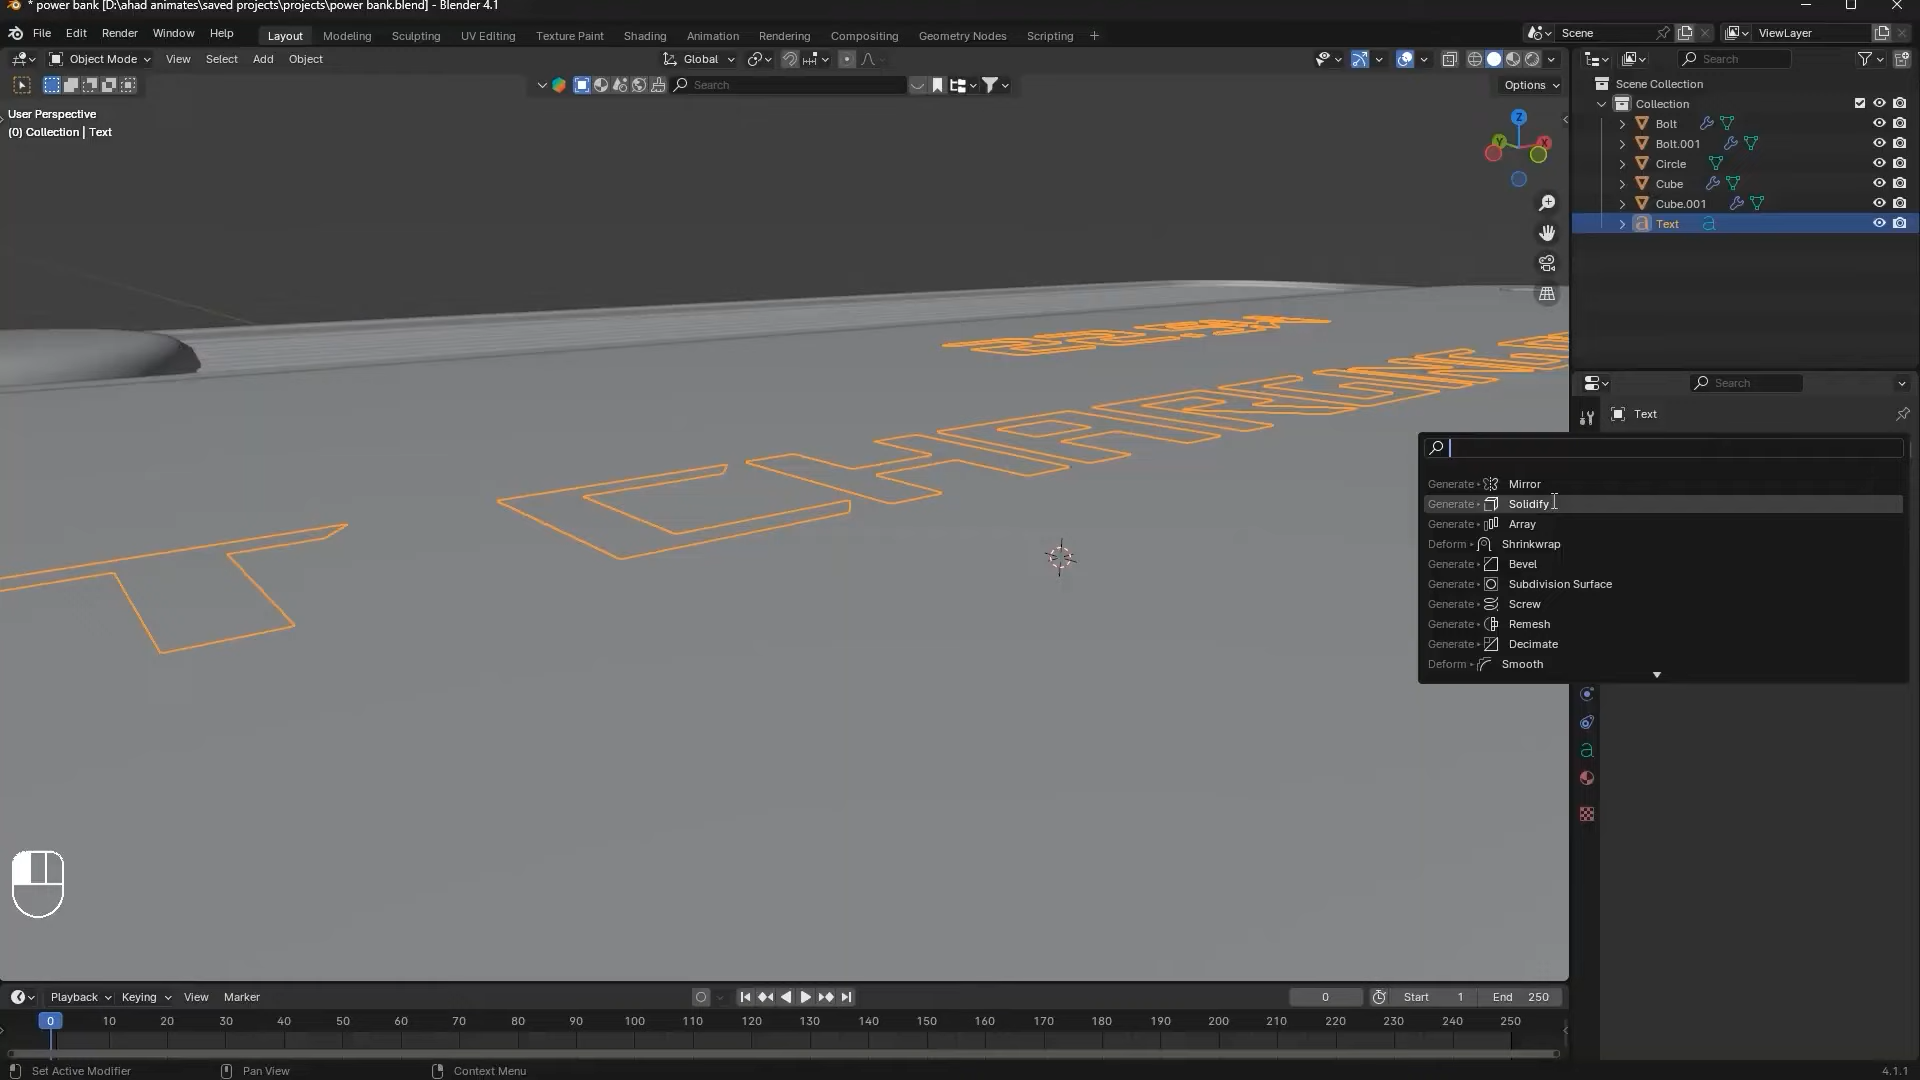 * power bank [D:\ahad animates\saved projects\projects\power bank.blend] - Blender 4.1
File Edit Render Window Help Layout Modeling Sculpting UV Editing Texture Paint Shading Animation Rendering Compositing Geometry Nodes Scripting + Scene ViewLayer
Object Mode View Select Add Object Global Search
Search Options
Scene Collection
Collection
User Perspective
(0) Collection | Text
Bolt
Bolt.001
Circle
Cube
Cube.001
Text
Z
Y X
Search
Text
Generate Mirror
Generate Solidify
Generate Array
Deform Shrinkwrap
Generate Bevel
Generate Subdivision Surface
Generate Screw
Generate Remesh
Generate Decimate
Deform Smooth
Playback Keying View Marker 0 Start 1 End 250
0 10 20 30 40 50 60 70 80 90 100 110 120 130 140 150 160 170 180 190 200 210 220 230 240 250
Set Active Modifier Pan View Context Menu 4.1.1